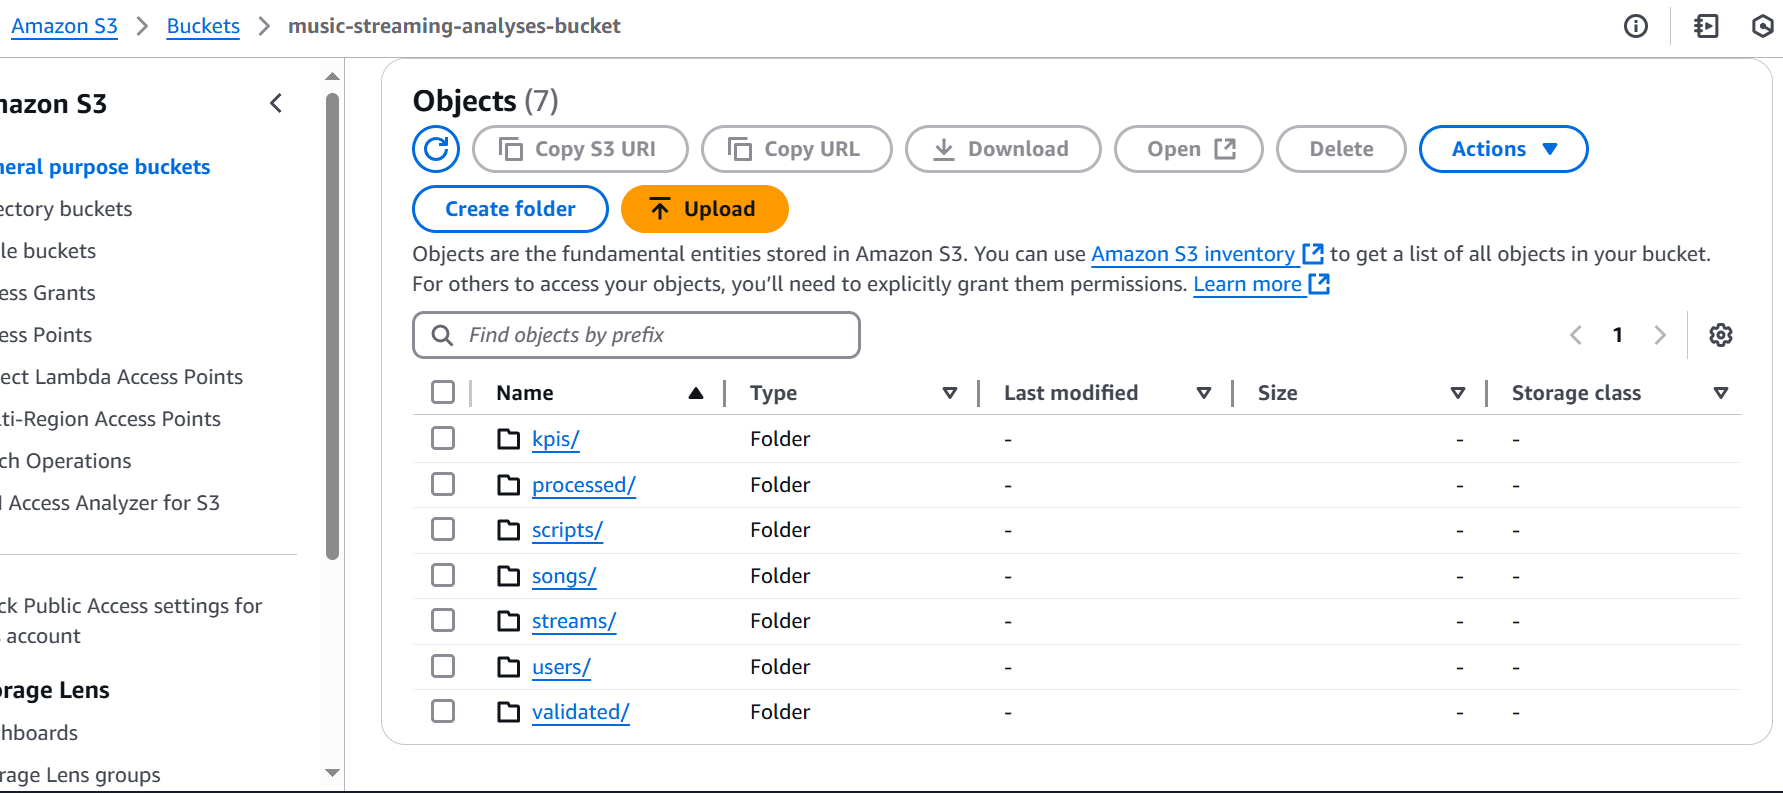 Amazon S3 > Buckets > music-streaming-analyses-bucket
mazon S3
neral purpose buckets
ectory buckets
le buckets
ess Grants
ess Points
ect Lambda Access Points
ti-Region Access Points
ch Operations
Access Analyzer for S3
ck Public Access settings for
account
orage Lens
hboards
rage Lens groups
Objects (7)
Copy S3 URI Copy URL Download Open Delete Actions
Create folder Upload
Objects are the fundamental entities stored in Amazon S3. You can use Amazon S3 inventory to get a list of all objects in your bucket.
For others to access your objects, you’ll need to explicitly grant them permissions. Learn more
Find objects by prefix
1
Name Type Last modified Size Storage class
kpis/ Folder - - -
processed/ Folder - - -
scripts/ Folder - - -
songs/ Folder - - -
streams/ Folder - - -
users/ Folder - - -
validated/ Folder - - -